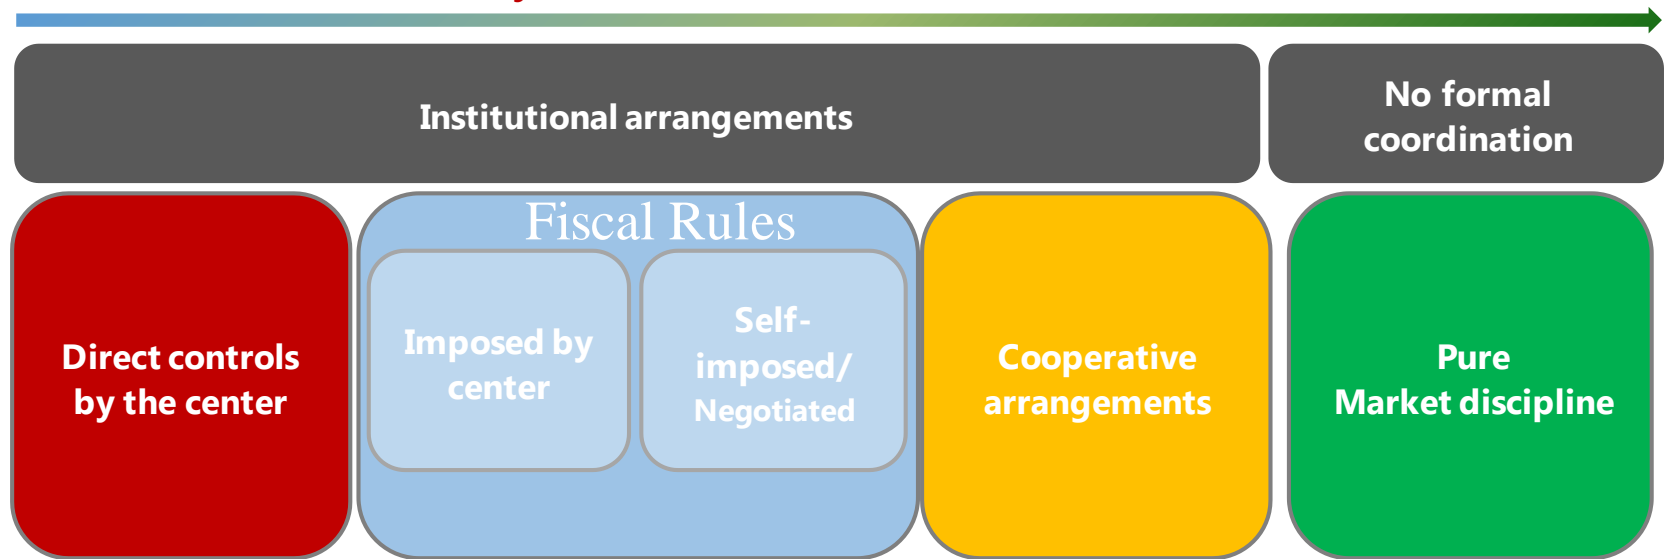 Institutional arrangements
No formal
coordination
Fiscal Rules
Direct controls
by the center
Imposed by
center
Self-
imposed/
Negotiated
Cooperative
arrangements
Pure
Market discipline